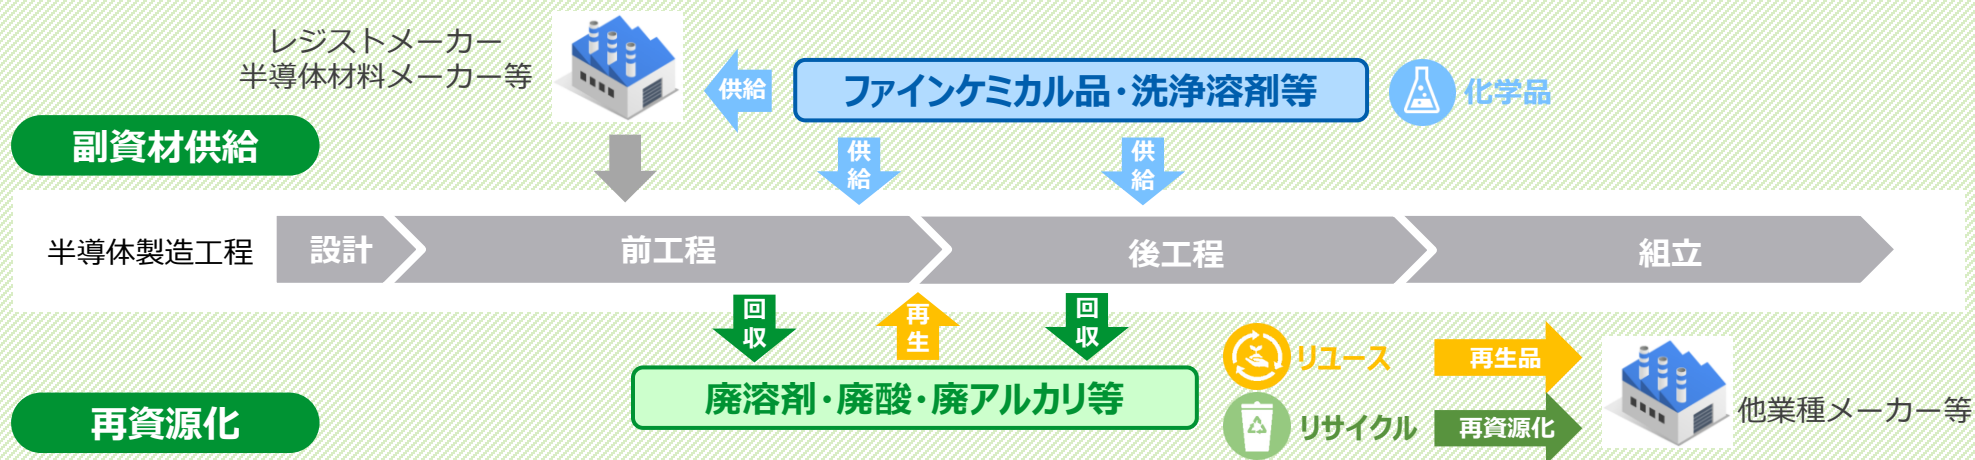 レジストメーカー
半導体材料メーカー等
供給
ファインケミカル品・洗浄溶剤等
化学品
副資材供給
供給
供給
半導体製造工程
設計
前工程
後工程
組立
回収
再生
回収
リユース
再生品
廃溶剤・廃酸・廃アルカリ等
再資源化
リサイクル
再資源化
他業種メーカー等